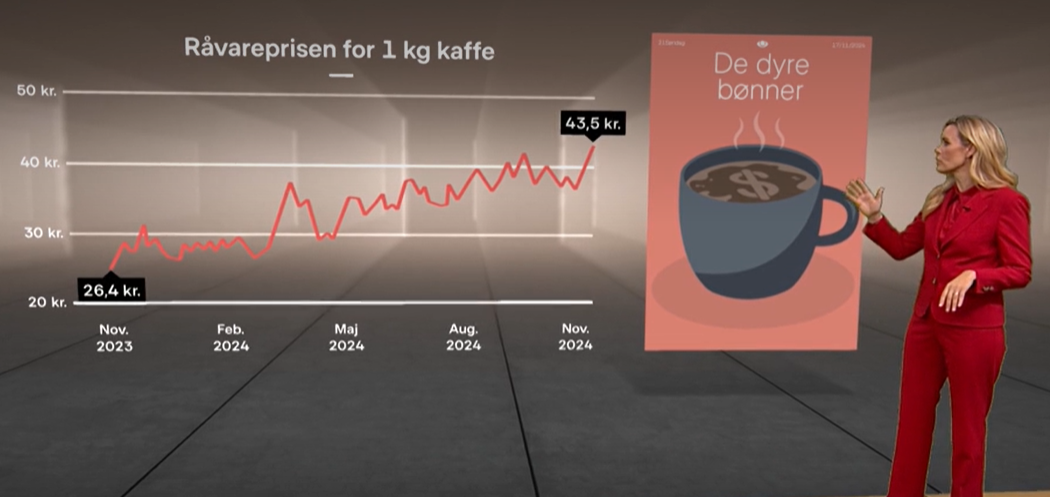 Råvareprisen for 1 kg kaffe
50 kr.
40 kr.
30 kr.
20 kr.
26,4 kr.
43,5 kr.
Nov.
2023
Feb.
2024
Maj
2024
Aug.
2024
Nov.
2024
De dyre
bønner